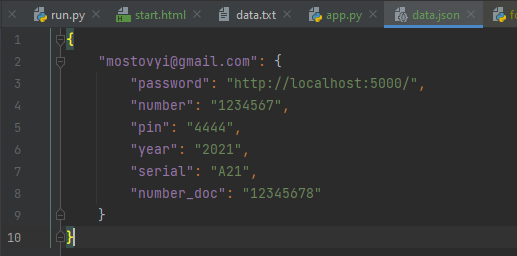 run.py start.html data.txt app.py data.json
1 {
2 "mostovyi@gmail.com": {
3 "password": "http://localhost:5000/",
4 "number": "1234567",
5 "pin": "4444",
6 "year": "2021",
7 "serial": "A21",
8 "number_doc": "12345678"
9 }
10 }